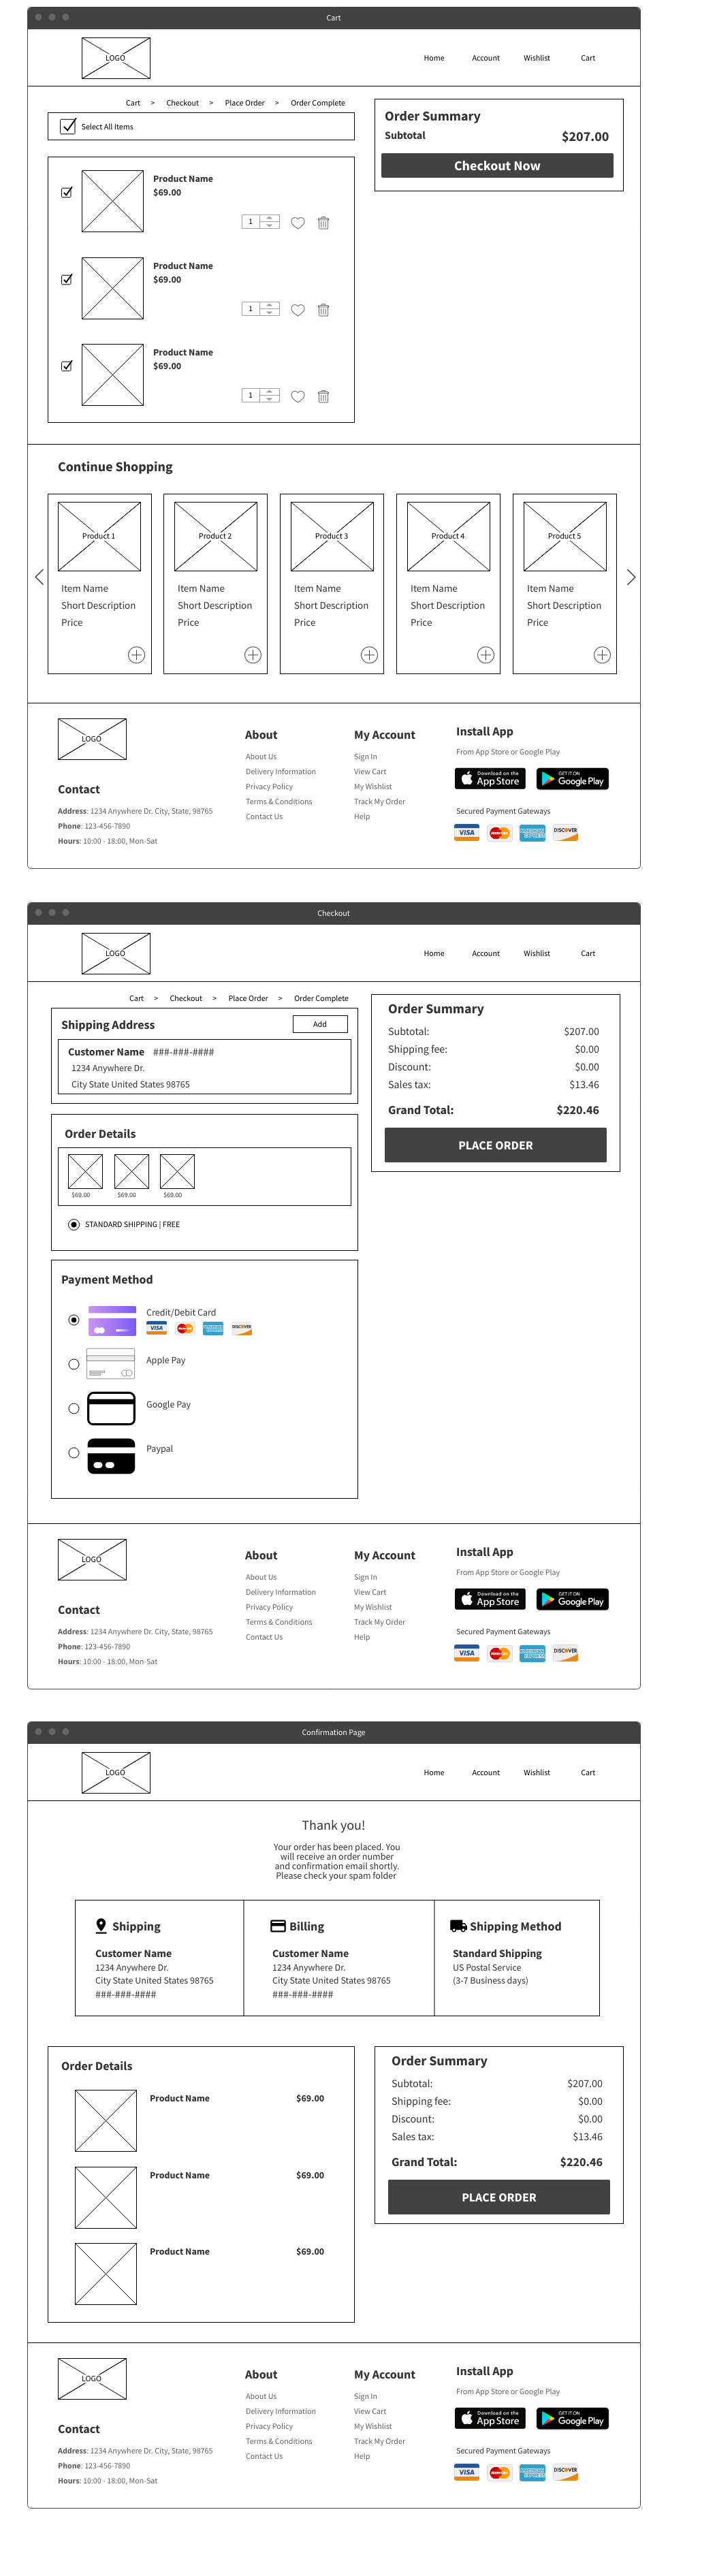 Cart
LOGO
Home Account Wishlist Cart
Cart > Checkout > Place Order > Order Complete
Select All Items
Order Summary
Subtotal $207.00
Checkout Now
Product Name
$69.00
1
Product Name
$69.00
1
Product Name
$69.00
1
Continue Shopping
Product 1 Product 2 Product 3 Product 4 Product 5
Item Name Item Name Item Name Item Name Item Name
Short Description Short Description Short Description Short Description Short Description
Price Price Price Price Price
LOGO
Contact
Address: 1234 Anywhere Dr. City, State, 98765
Phone: 123-456-7890
Hours: 10:00 - 18:00, Mon-Sat
About
About Us
Delivery Information
Privacy Policy
Terms & Conditions
Contact Us
My Account
Sign In
View Cart
My Wishlist
Track My Order
Help
Install App
From App Store or Google Play
Download on the App Store
GET IT ON Google Play
Secured Payment Gateways
VISA MasterCard AMERICAN EXPRESS DISCOVER
Checkout
LOGO
Home Account Wishlist Cart
Cart > Checkout > Place Order > Order Complete
Shipping Address
Add
Customer Name ###-###-####
1234 Anywhere Dr.
City State United States 98765
Order Details
$69.00 $69.00 $69.00
STANDARD SHIPPING | FREE
Payment Method
Credit/Debit Card
VISA MasterCard AMERICAN EXPRESS DISCOVER
Apple Pay
Google Pay
Paypal
Order Summary
Subtotal: $207.00
Shipping fee: $0.00
Discount: $0.00
Sales tax: $13.46
Grand Total: $220.46
PLACE ORDER
LOGO
Contact
Address: 1234 Anywhere Dr. City, State, 98765
Phone: 123-456-7890
Hours: 10:00 - 18:00, Mon-Sat
About
About Us
Delivery Information
Privacy Policy
Terms & Conditions
Contact Us
My Account
Sign In
View Cart
My Wishlist
Track My Order
Help
Install App
From App Store or Google Play
Download on the App Store
GET IT ON Google Play
Secured Payment Gateways
VISA MasterCard AMERICAN EXPRESS DISCOVER
Confirmation Page
LOGO
Home Account Wishlist Cart
Thank you!
Your order has been placed. You
will receive an order number
and confirmation email shortly.
Please check your spam folder
Shipping
Customer Name
1234 Anywhere Dr.
City State United States 98765
###-###-####
Billing
Customer Name
1234 Anywhere Dr.
City State United States 98765
###-###-####
Shipping Method
Standard Shipping
US Postal Service
(3-7 Business days)
Order Details
Product Name $69.00
Product Name $69.00
Product Name $69.00
Order Summary
Subtotal: $207.00
Shipping fee: $0.00
Discount: $0.00
Sales tax: $13.46
Grand Total: $220.46
PLACE ORDER
LOGO
Contact
Address: 1234 Anywhere Dr. City, State, 98765
Phone: 123-456-7890
Hours: 10:00 - 18:00, Mon-Sat
About
About Us
Delivery Information
Privacy Policy
Terms & Conditions
Contact Us
My Account
Sign In
View Cart
My Wishlist
Track My Order
Help
Install App
From App Store or Google Play
Download on the App Store
GET IT ON Google Play
Secured Payment Gateways
VISA MasterCard AMERICAN EXPRESS DISCOVER